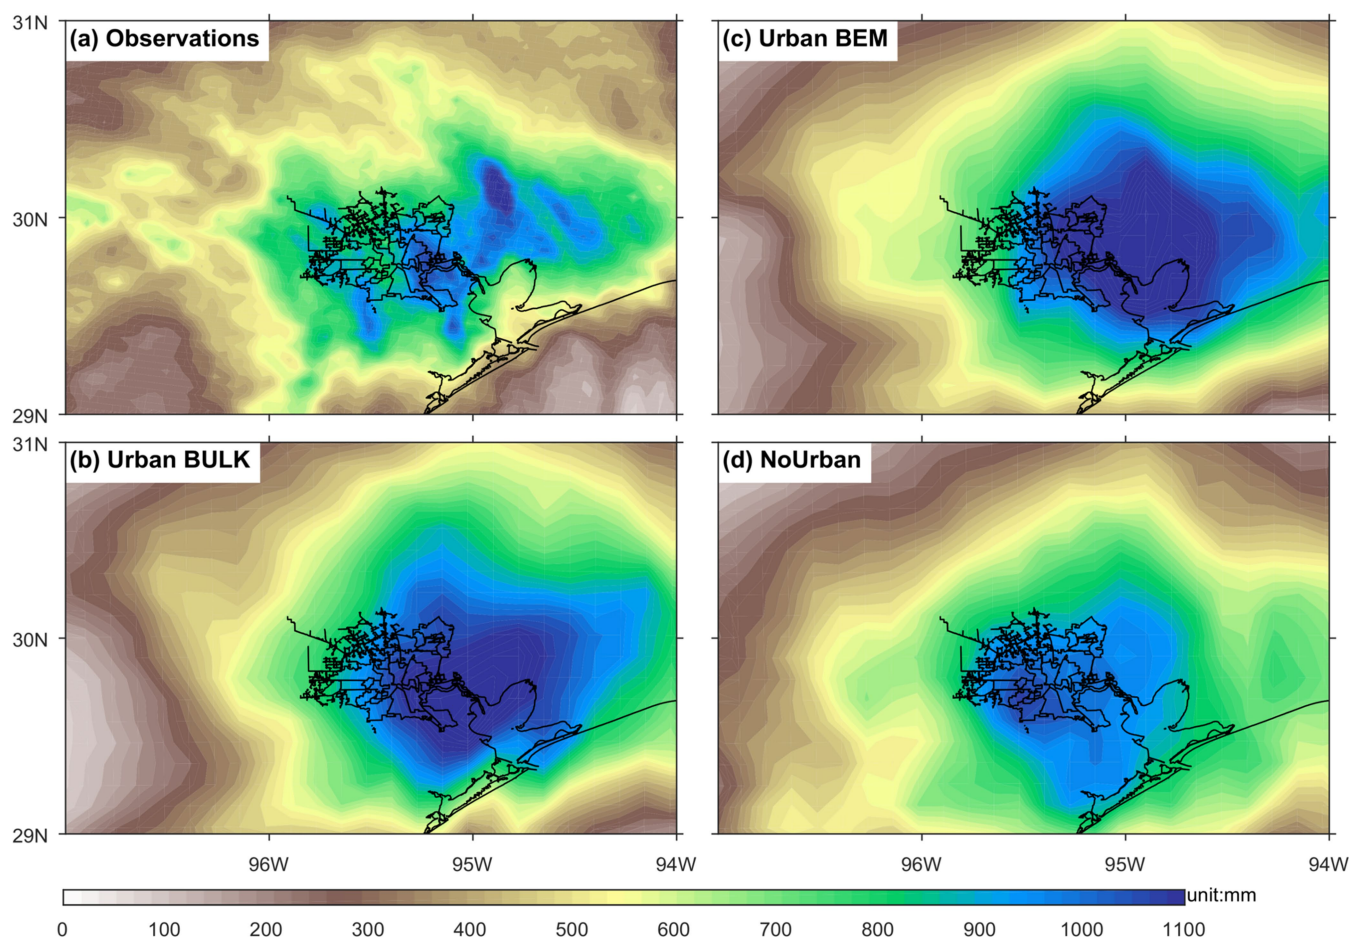 31N
(a) Observations
(c) Urban BEM
30N
29N
31N
(b) Urban BULK
(d) NoUrban
30N
29N
96W 95W 94W 96W 95W 94W
unit:mm
0 100 200 300 400 500 600 700 800 900 1000 1100